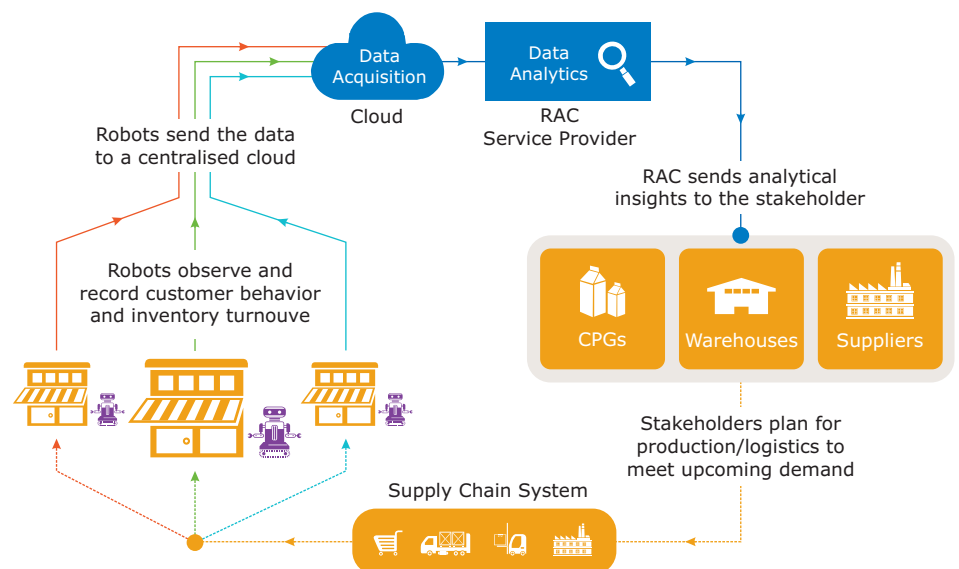 Data
Acquisition
Cloud
Data
Analytics
RAC
Service Provider
Robots send the data
to a centralised cloud
RAC sends analytical
insights to the stakeholder
Robots observe and
record customer behavior
and inventory turnouve
CPGs
Warehouses
Suppliers
Stakeholders plan for
production/logistics to
meet upcoming demand
Supply Chain System